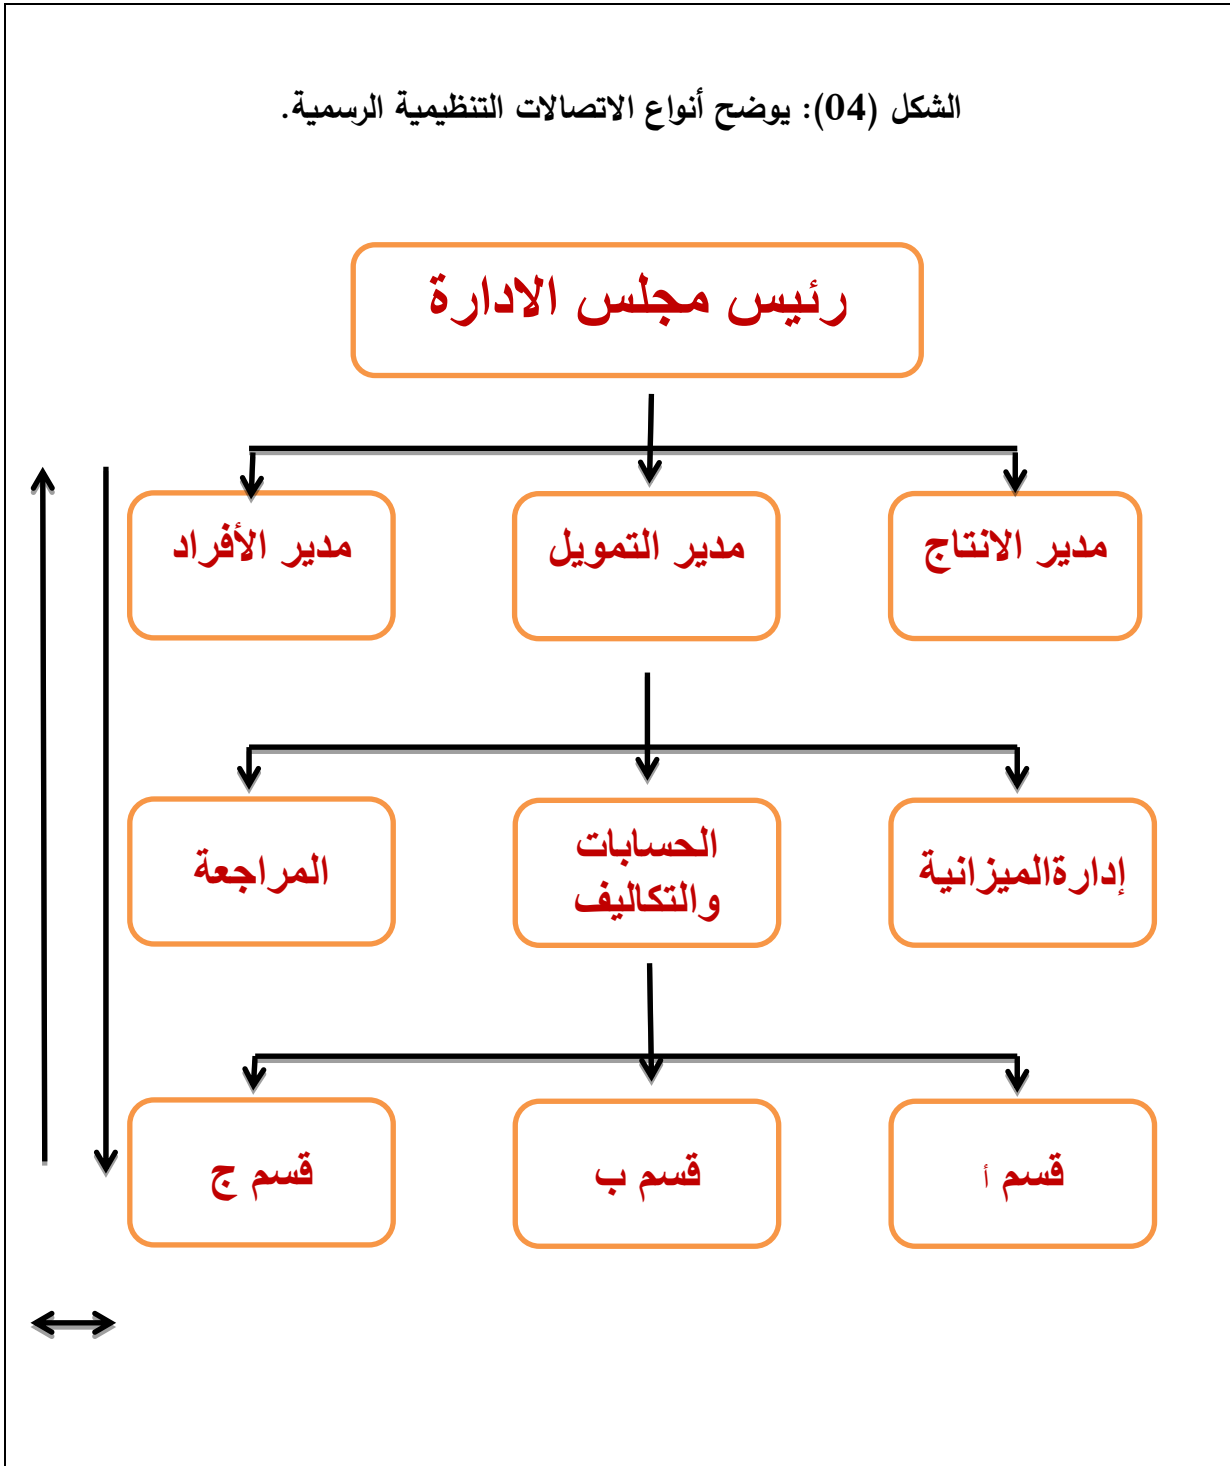 الشكل (04): يوضح أنواع الاتصالات التنظيمية الرسمية.
رئيس مجلس الادارة
مدير الانتاج
مدير التمويل
مدير الأفراد
إدارةالميزانية
الحسابات
والتكاليف
المراجعة
قسم أ
قسم ب
قسم ج